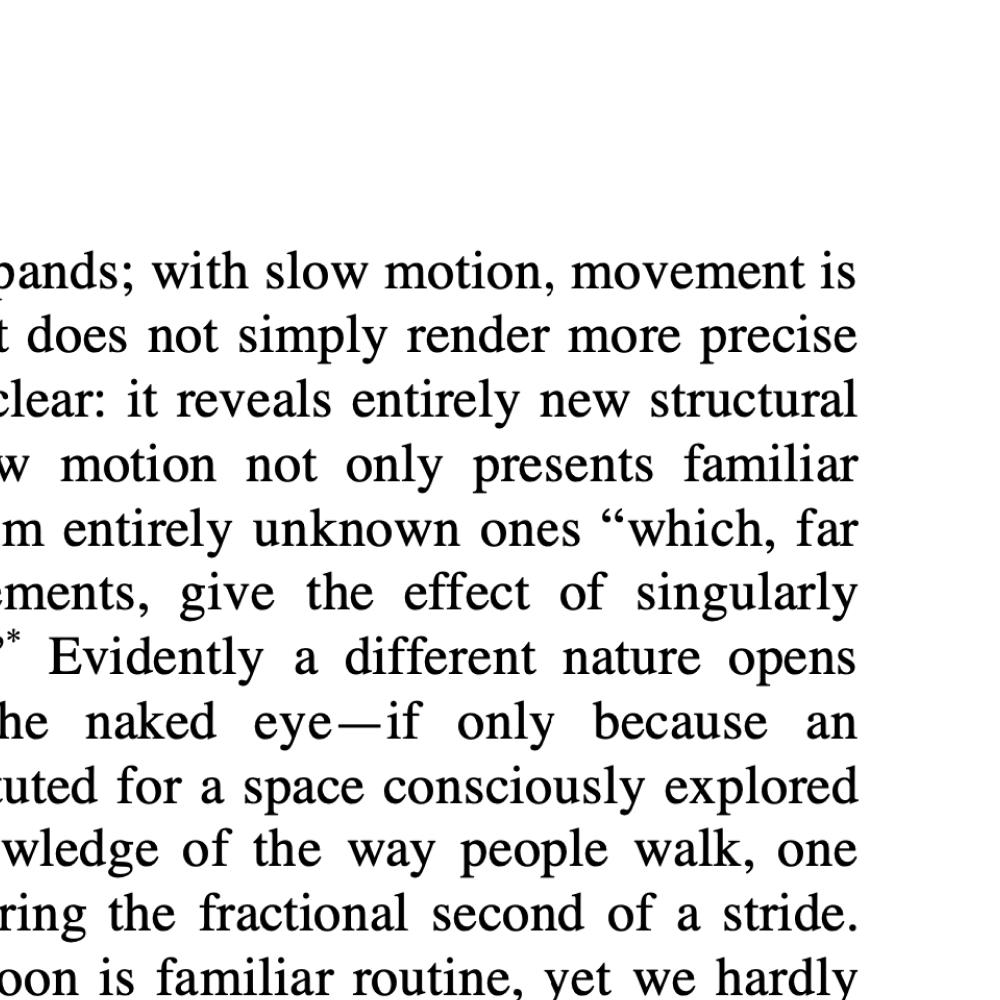 pands; with slow motion, movement is
t does not simply render more precise
clear: it reveals entirely new structural
w motion not only presents familiar
m entirely unknown ones “which, far
ements, give the effect of singularly
”* Evidently a different nature opens
he naked eye—if only because an
tuted for a space consciously explored
wledge of the way people walk, one
ring the fractional second of a stride.
oon is familiar routine, yet we hardly